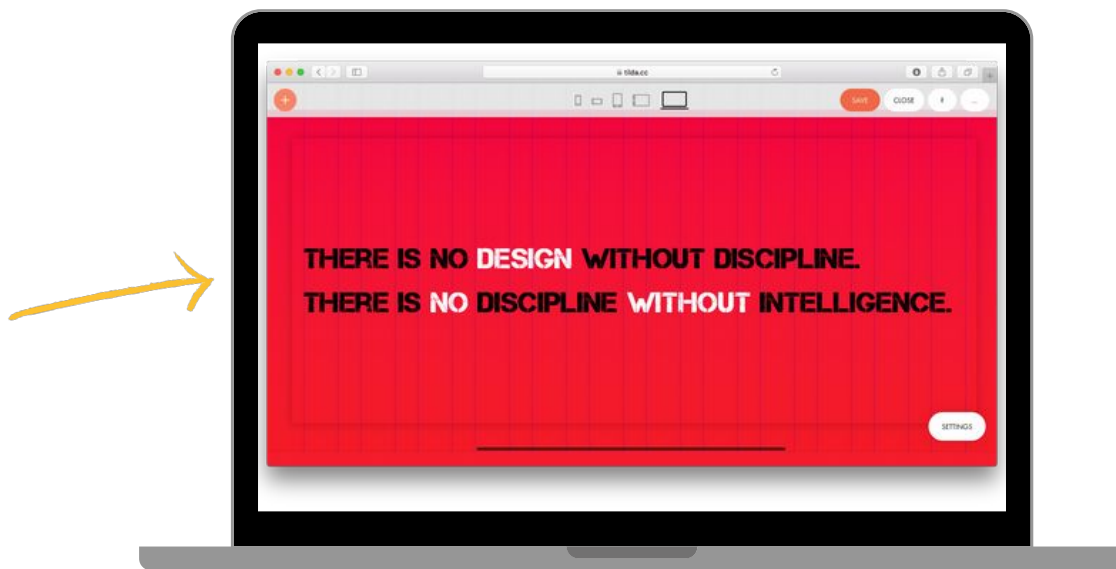 tilda.cc
SAVE
CLOSE
THERE IS NO DESIGN WITHOUT DISCIPLINE.
THERE IS NO DISCIPLINE WITHOUT INTELLIGENCE.
SETTINGS